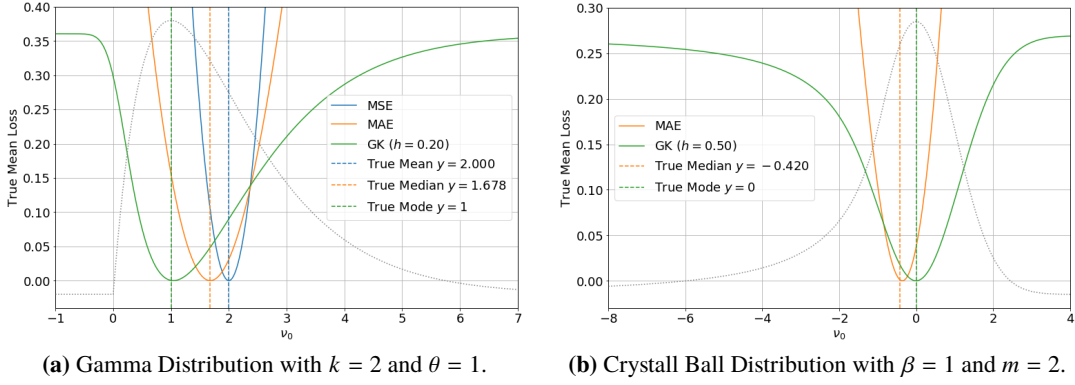 0.40
0.35
0.30
0.25
0.20
0.15
0.10
0.05
0.00
True Mean Loss
MSE
MAE
GK (h = 0.20)
True Mean y = 2.000
True Median y = 1.678
True Mode y = 1
−1 0 1 2 3 4 5 6 7
ν₀
(a) Gamma Distribution with k = 2 and θ = 1.
0.30
0.25
0.20
0.15
0.10
0.05
0.00
True Mean Loss
MAE
GK (h = 0.50)
True Median y = −0.420
True Mode y = 0
−8 −6 −4 −2 0 2 4
ν₀
(b) Crystall Ball Distribution with β = 1 and m = 2.